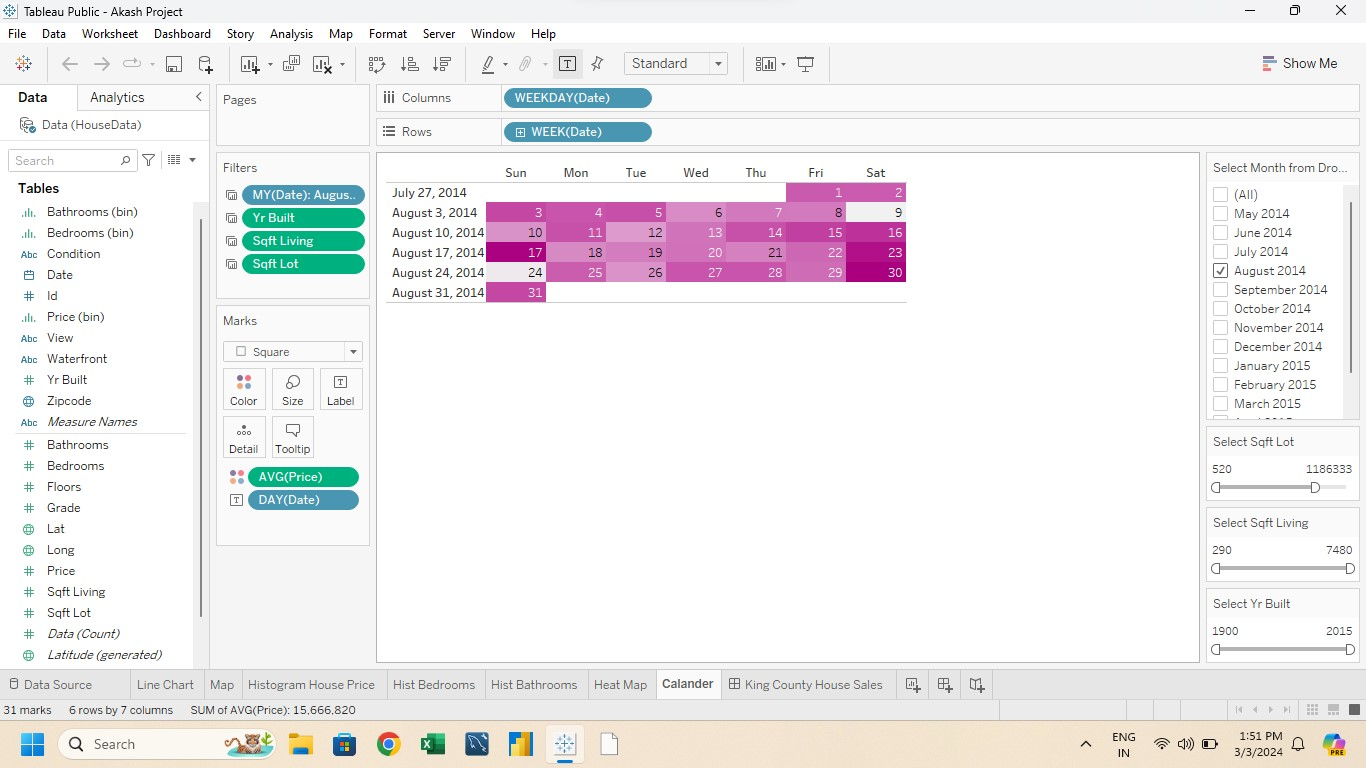 Tableau Public - Akash Project
File Data Worksheet Dashboard Story Analysis Map Format Server Window Help
Standard
Show Me
Data Analytics
Data (HouseData)
Search
Tables
Bathrooms (bin)
Bedrooms (bin)
Abc Condition
Date
Id
Price (bin)
Abc View
Abc Waterfront
Yr Built
Zipcode
Abc Measure Names
Bathrooms
Bedrooms
Floors
Grade
Lat
Long
Price
Sqft Living
Sqft Lot
Data (Count)
Latitude (generated)
Pages
Filters
MY(Date): Augus..
Yr Built
Sqft Living
Sqft Lot
Marks
Square
Color Size Label
Detail Tooltip
AVG(Price)
DAY(Date)
Columns WEEKDAY(Date)
Rows WEEK(Date)
Sun Mon Tue Wed Thu Fri Sat
July 27, 2014 1 2
August 3, 2014 3 4 5 6 7 8 9
August 10, 2014 10 11 12 13 14 15 16
August 17, 2014 17 18 19 20 21 22 23
August 24, 2014 24 25 26 27 28 29 30
August 31, 2014 31
Select Month from Dro...
(All)
May 2014
June 2014
July 2014
August 2014
September 2014
October 2014
November 2014
December 2014
January 2015
February 2015
March 2015
Select Sqft Lot
520 1186333
Select Sqft Living
290 7480
Select Yr Built
1900 2015
Data Source Line Chart Map Histogram House Price Hist Bedrooms Hist Bathrooms Heat Map Calander King County House Sales
31 marks 6 rows by 7 columns SUM of AVG(Price): 15,666,820
Search
ENG
IN
1:51 PM
3/3/2024
PRE